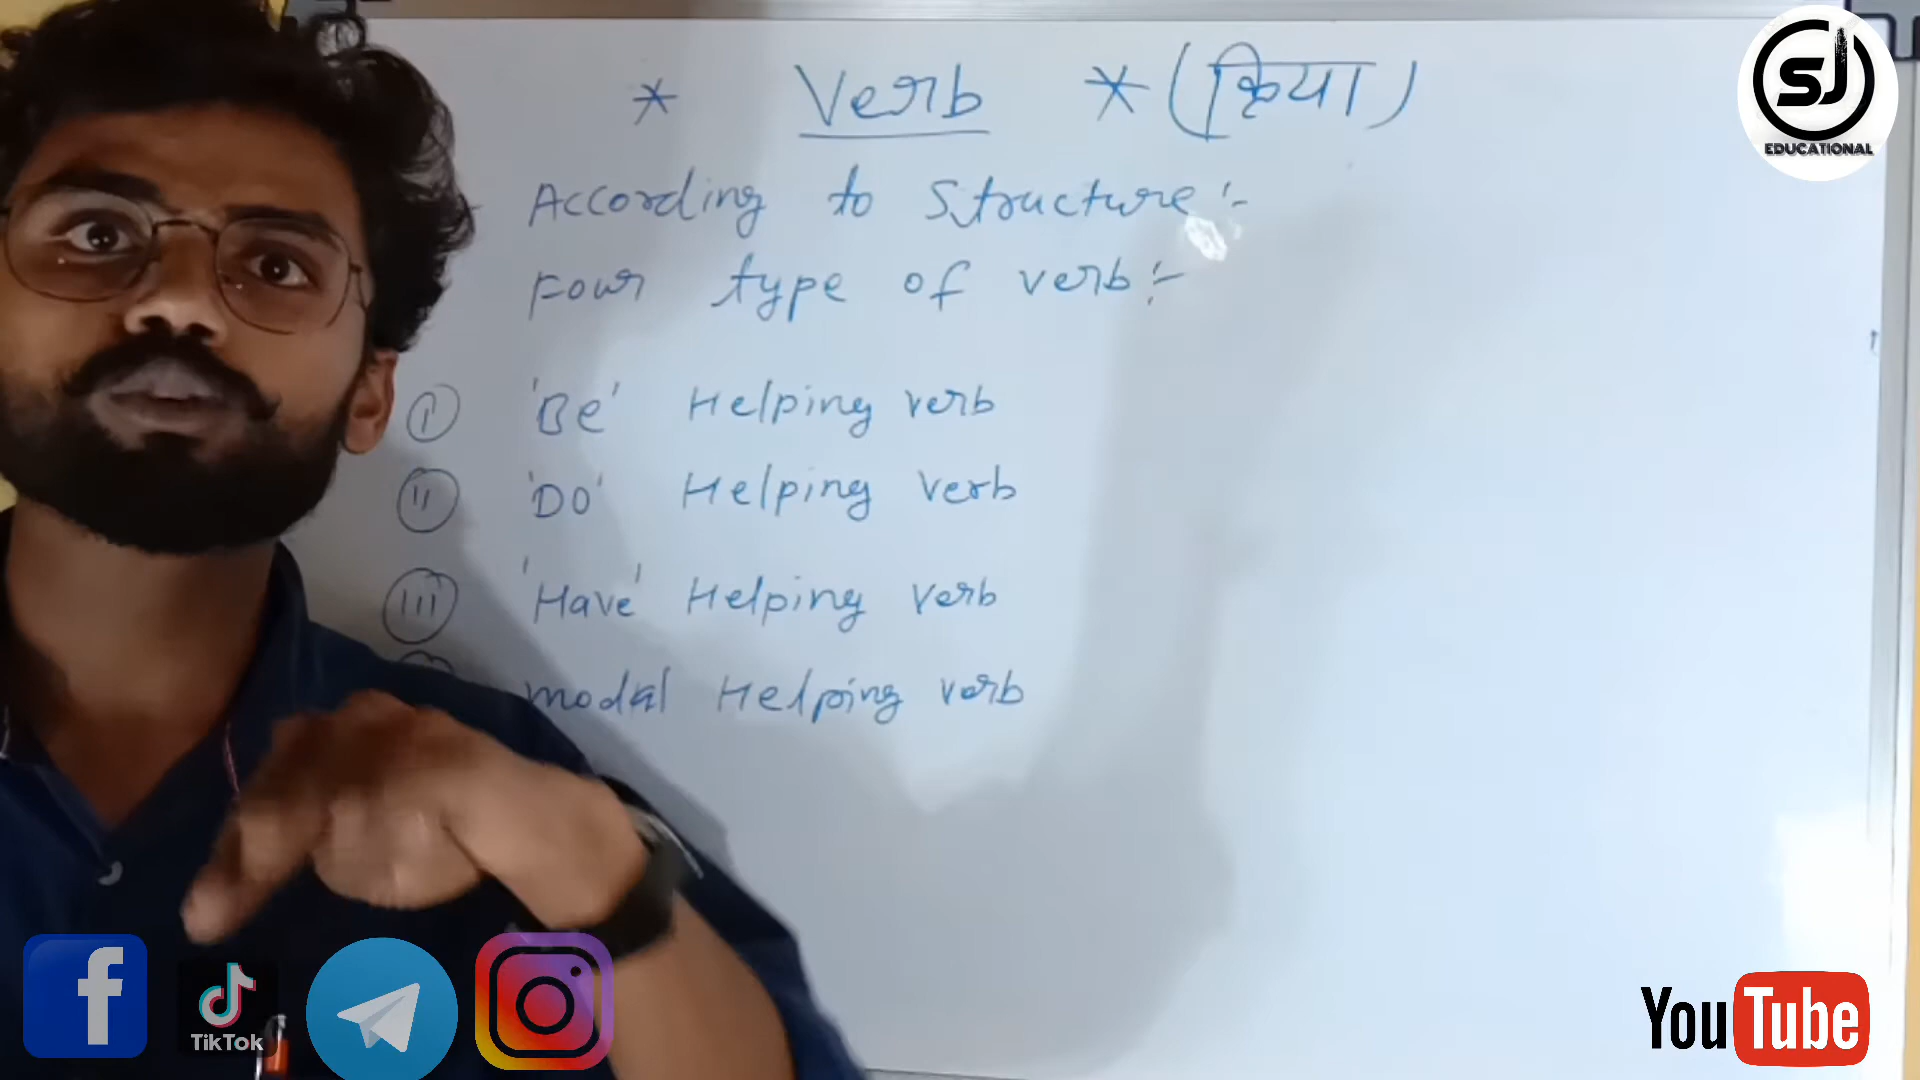 * Verb * (क्रिया)
According to Structure :-
Four type of verb :-
(i) 'Be' Helping verb
(ii) 'DO' Helping verb
(iii) 'Have' Helping verb
modal Helping verb
SJ
EDUCATIONAL
TikTok
YouTube